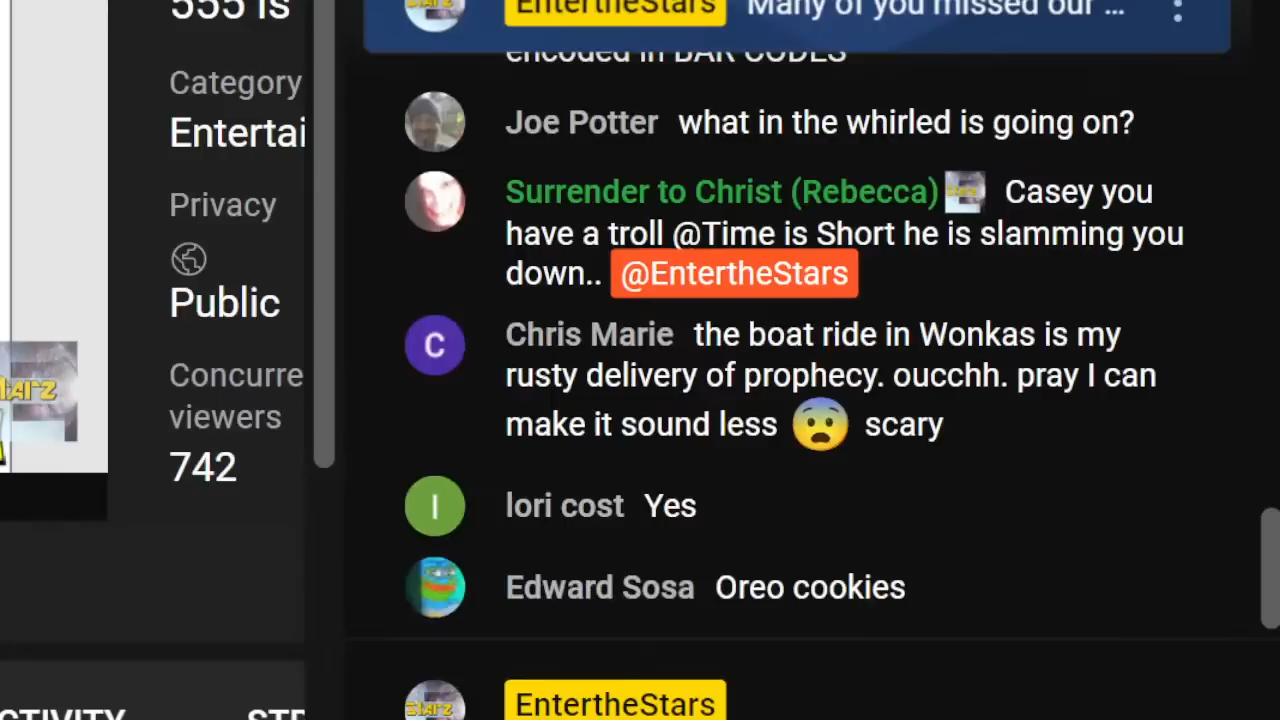 555 is
Category
Entertai
Privacy
Public
Concurre
viewers
742
CTIVITY
EntertheStars Many of you missed our ...
encoded in BAR CODES
Joe Potter what in the whirled is going on?
Surrender to Christ (Rebecca) Casey you
have a troll @Time is Short he is slamming you
down.. @EntertheStars
C Chris Marie the boat ride in Wonkas is my
rusty delivery of prophecy. oucchh. pray I can
make it sound less 😨 scary
l lori cost Yes
Edward Sosa Oreo cookies
Starz EntertheStars